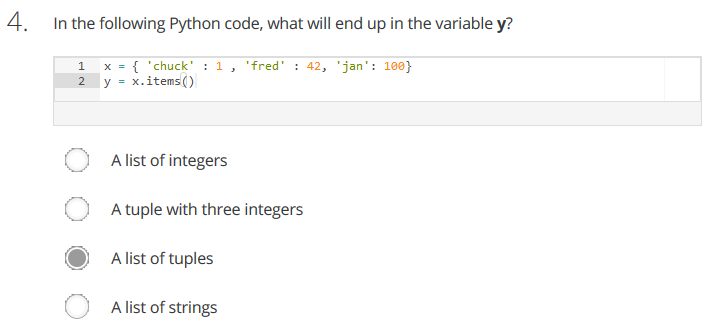 4. In the following Python code, what will end up in the variable y?
1 x = { 'chuck' : 1 , 'fred' : 42, 'jan': 100}
2 y = x.items()
A list of integers
A tuple with three integers
A list of tuples
A list of strings